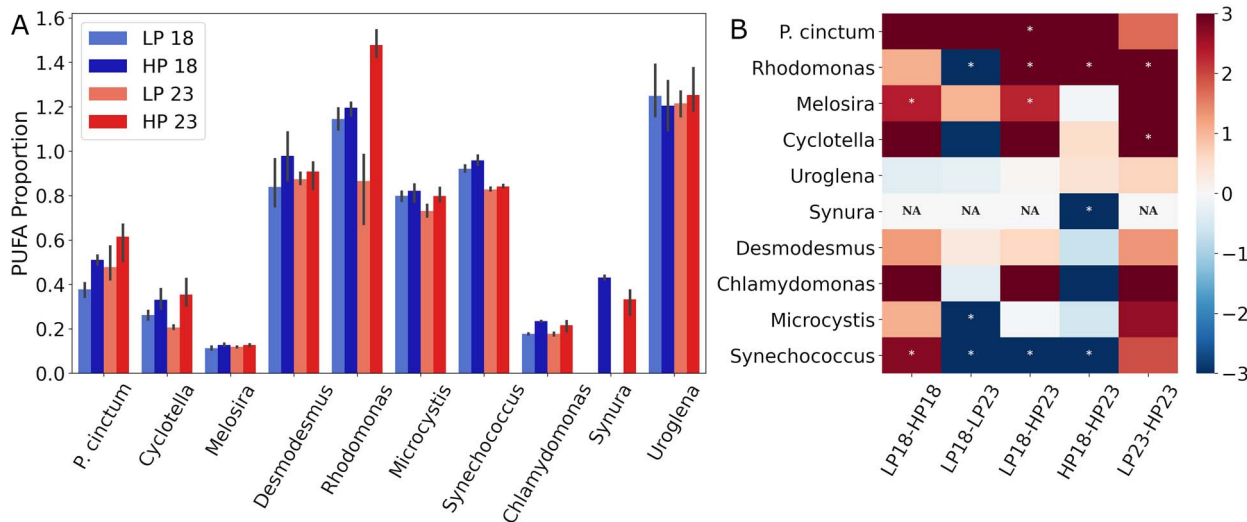 A
1.6
1.4
1.2
1.0
0.8
0.6
0.4
0.2
0.0
PUFA Proportion
LP 18
HP 18
LP 23
HP 23
P. cinctum
Cyclotella
Melosira
Desmodesmus
Rhodomonas
Microcystis
Synechococcus
Chlamydomonas
Synura
Uroglena
B
P. cinctum *
Rhodomonas * * * *
Melosira * *
Cyclotella *
Uroglena
Synura NA NA NA * NA
Desmodesmus
Chlamydomonas
Microcystis *
Synechococcus * * * *
LP18-HP18
LP18-LP23
LP18-HP23
HP18-HP23
LP23-HP23
3
2
1
0
−1
−2
−3